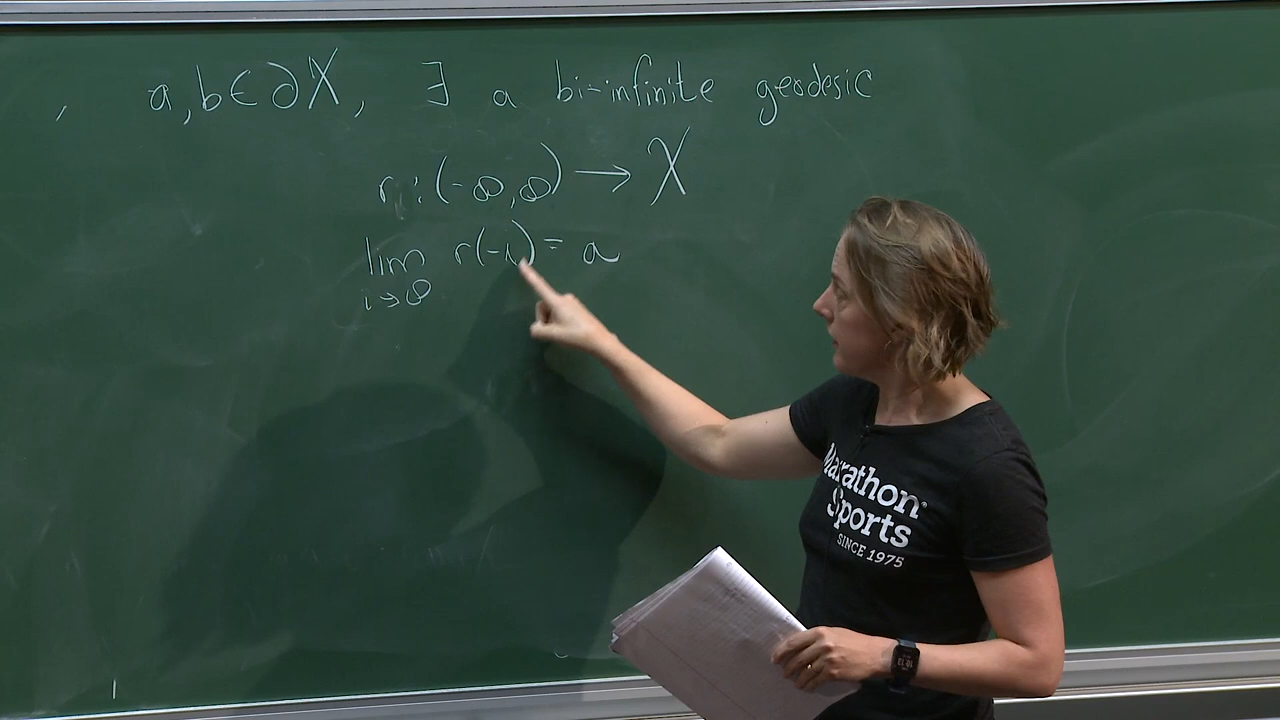 , a,b ∈ ∂X, ∃ a bi-infinite geodesic
r : (-∞,∞) → X
lim r(-i) = a
i→∞
Marathon
Sports
SINCE 1975